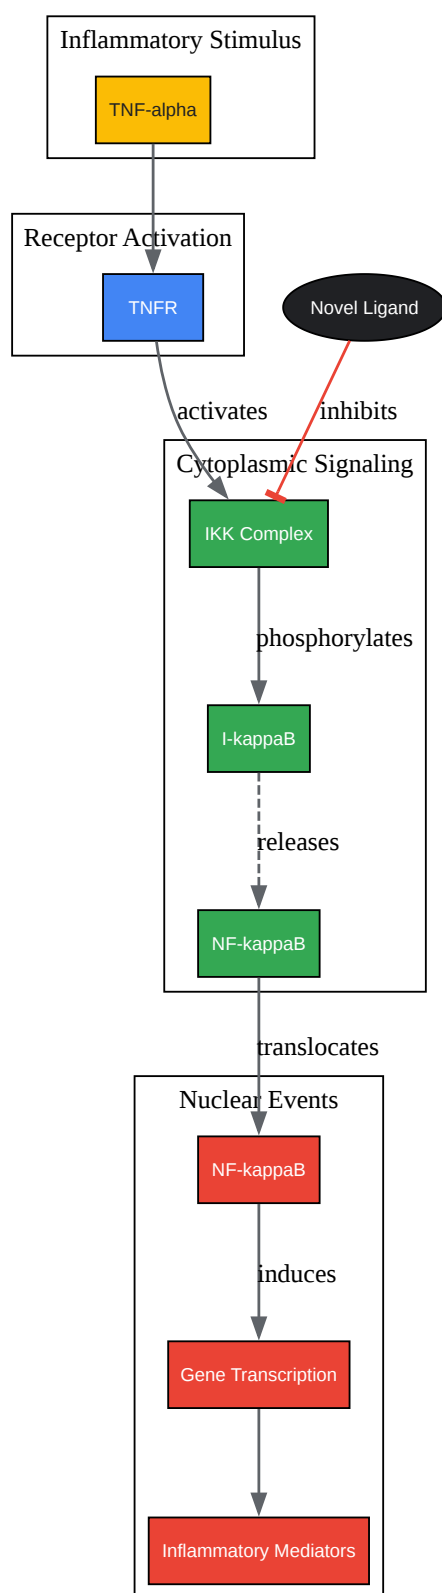 Inflammatory Stimulus
TNF-alpha
Receptor Activation
TNFR
Novel Ligand
activates
inhibits
Cytoplasmic Signaling
IKK Complex
phosphorylates
I-kappaB
releases
NF-kappaB
translocates
Nuclear Events
NF-kappaB
induces
Gene Transcription
Inflammatory Mediators